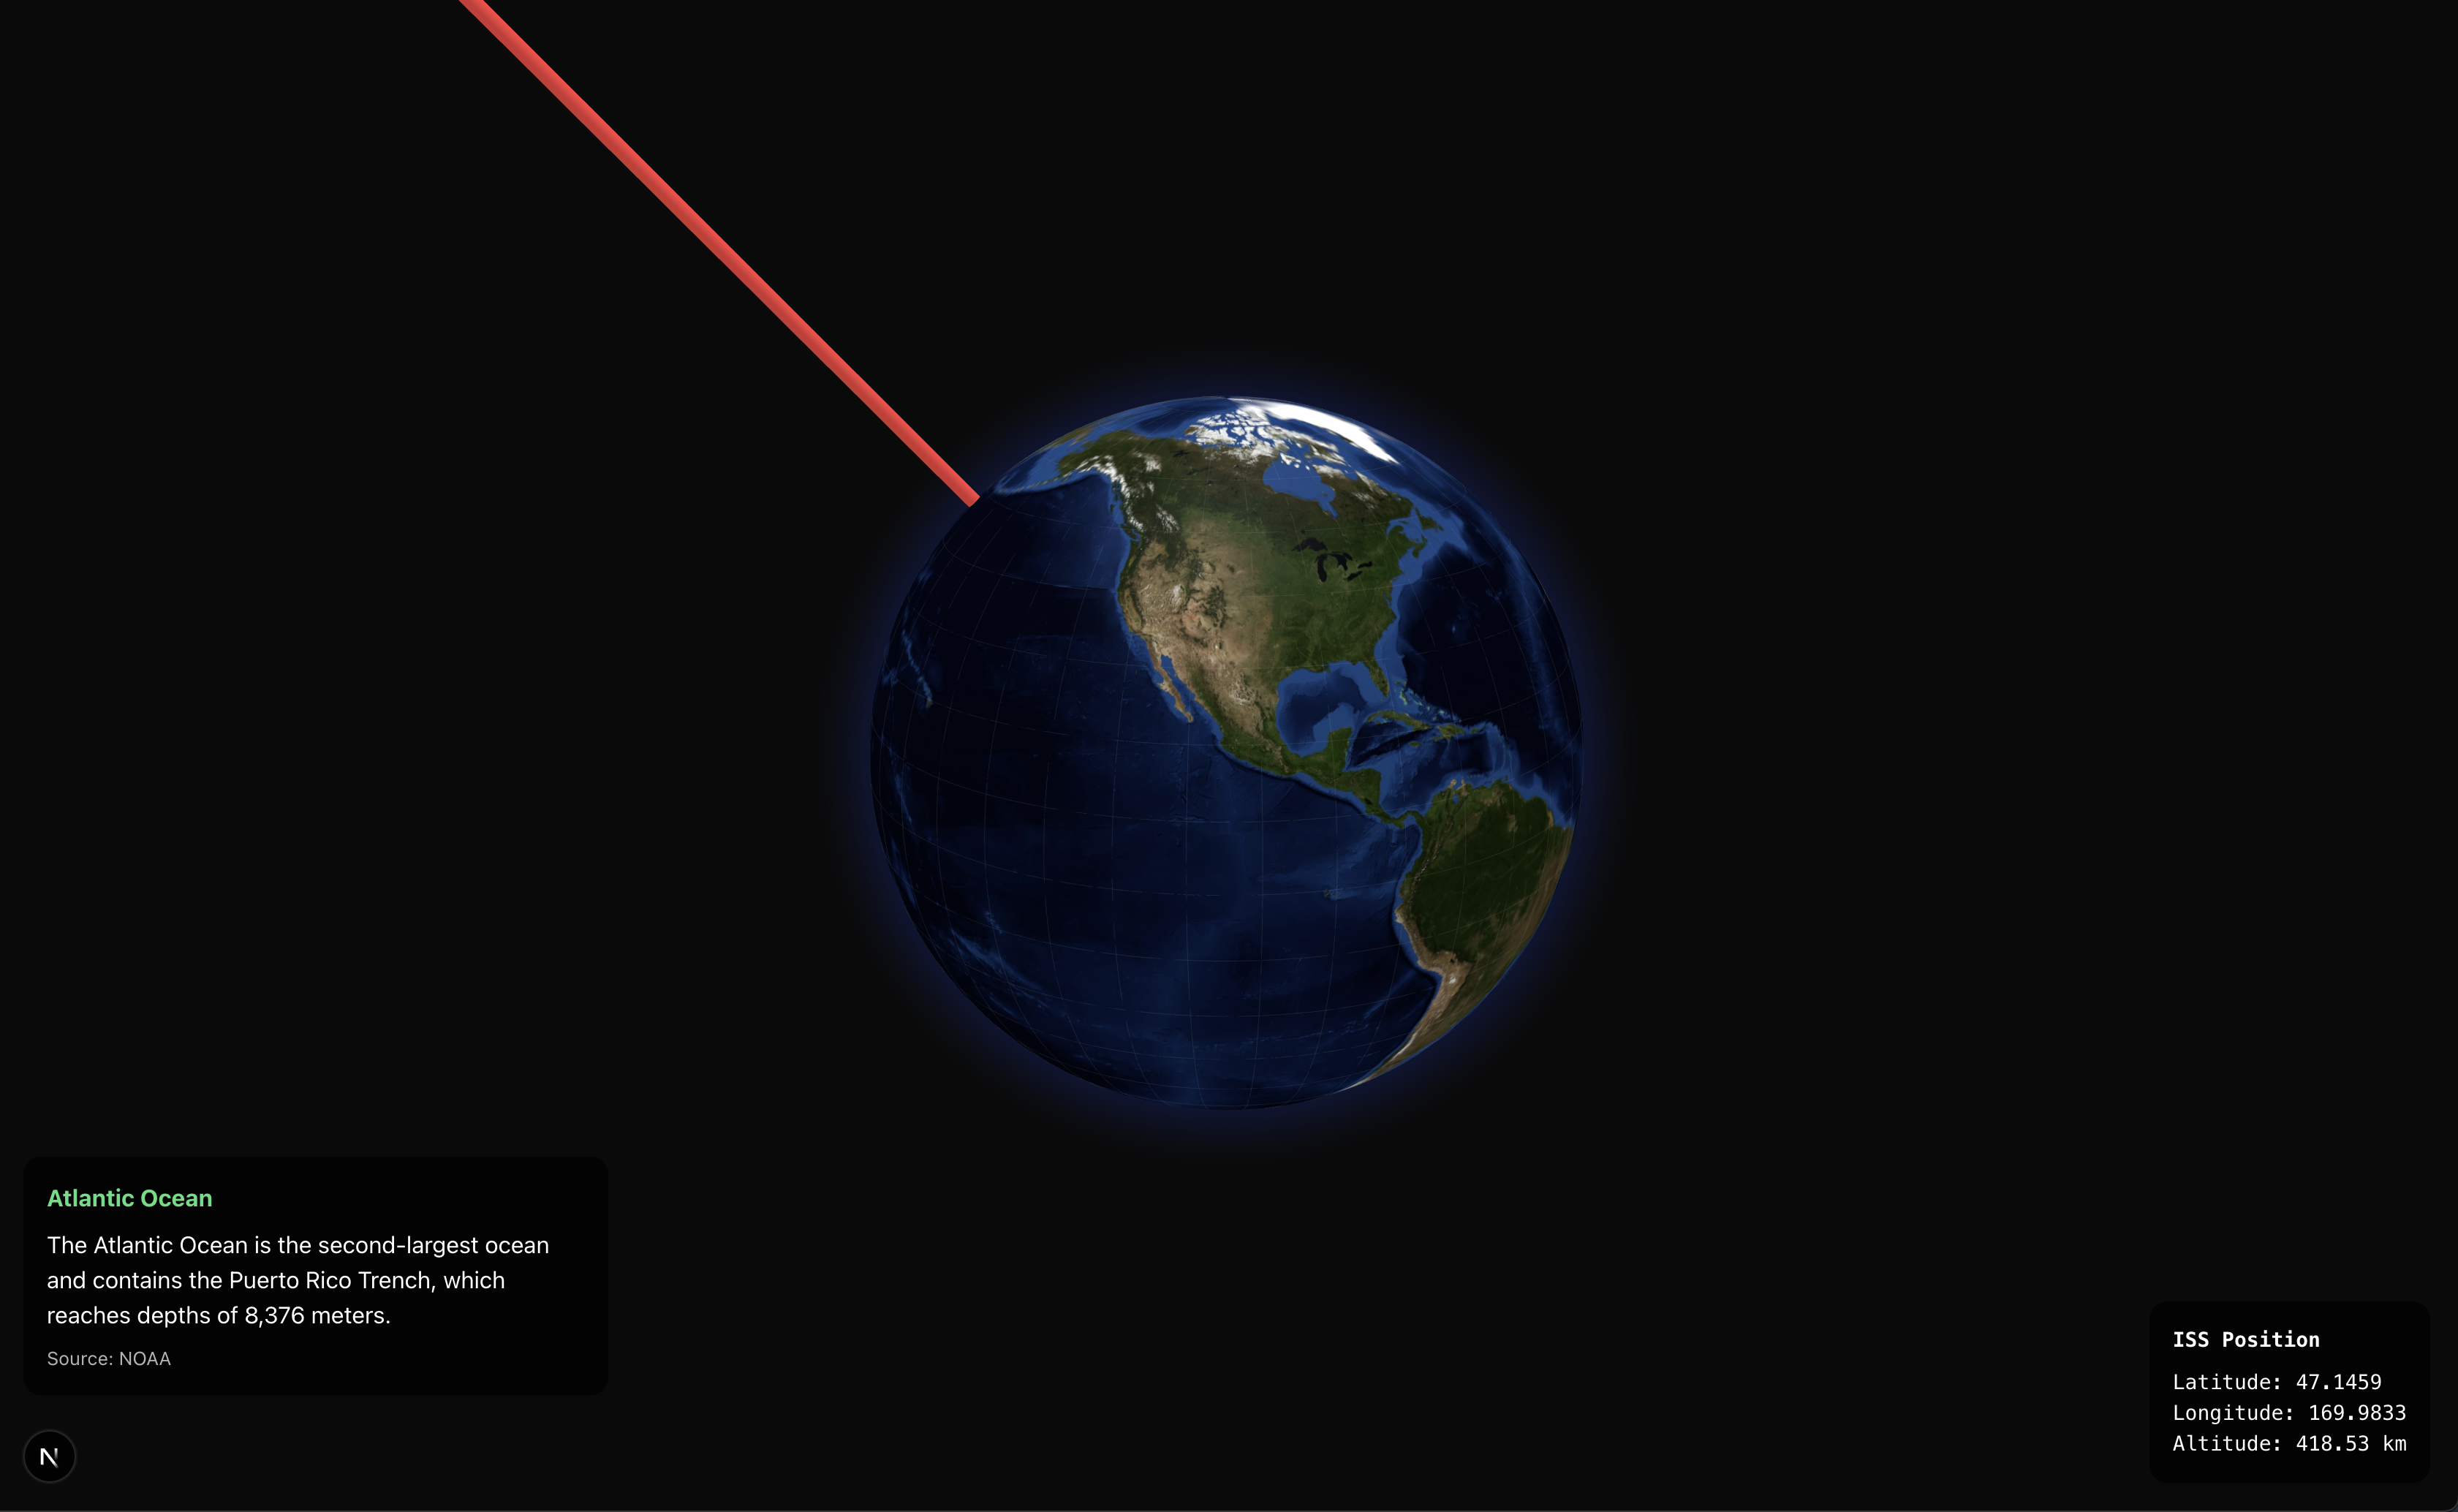 Atlantic Ocean
The Atlantic Ocean is the second-largest ocean
and contains the Puerto Rico Trench, which
reaches depths of 8,376 meters.
Source: NOAA
N
ISS Position
Latitude: 47.1459
Longitude: 169.9833
Altitude: 418.53 km